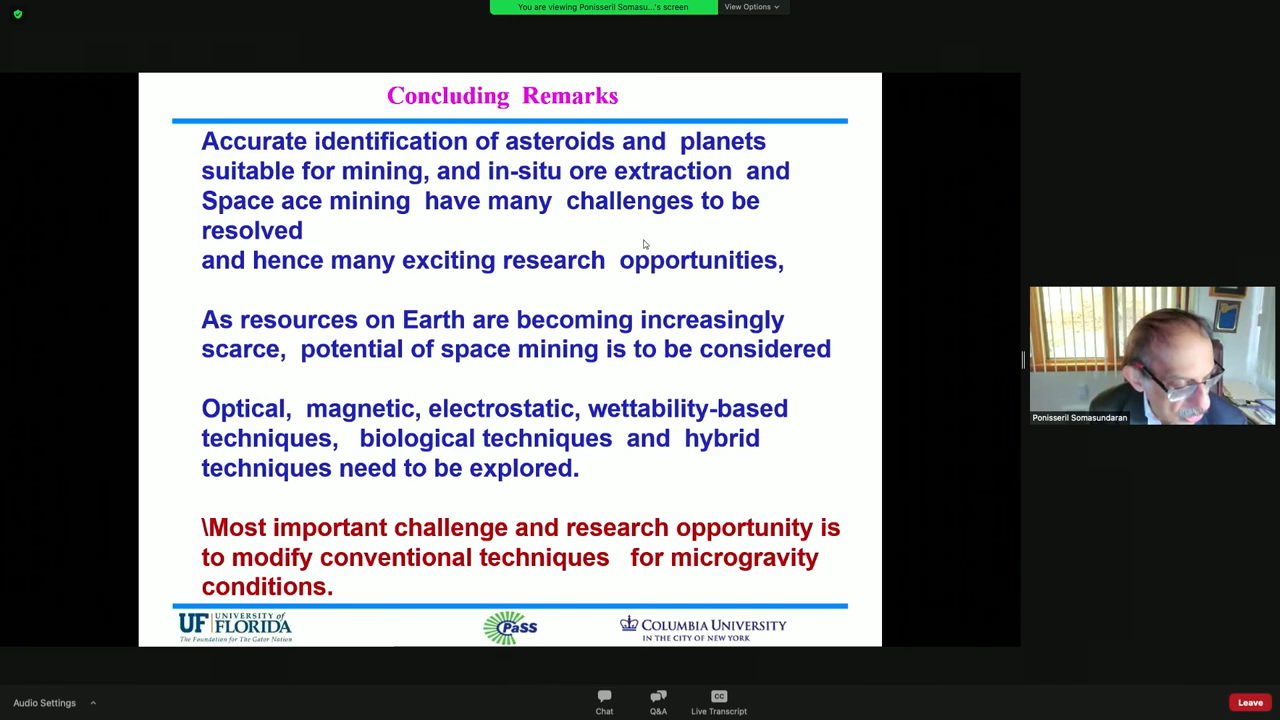 You are viewing Ponisseril Somasu...'s screen
View Options
Concluding Remarks
Accurate identification of asteroids and planets
suitable for mining, and in-situ ore extraction and
Space ace mining have many challenges to be
resolved
and hence many exciting research opportunities,
As resources on Earth are becoming increasingly
scarce, potential of space mining is to be considered
Optical, magnetic, electrostatic, wettability-based
techniques, biological techniques and hybrid
techniques need to be explored.
\Most important challenge and research opportunity is
to modify conventional techniques for microgravity
conditions.
UF UNIVERSITY of
FLORIDA
The Foundation for The Gator Nation
CPaSS
COLUMBIA UNIVERSITY
IN THE CITY OF NEW YORK
Ponisseril Somasundaran
Audio Settings
Chat
Q&A
CC
Live Transcript
Leave